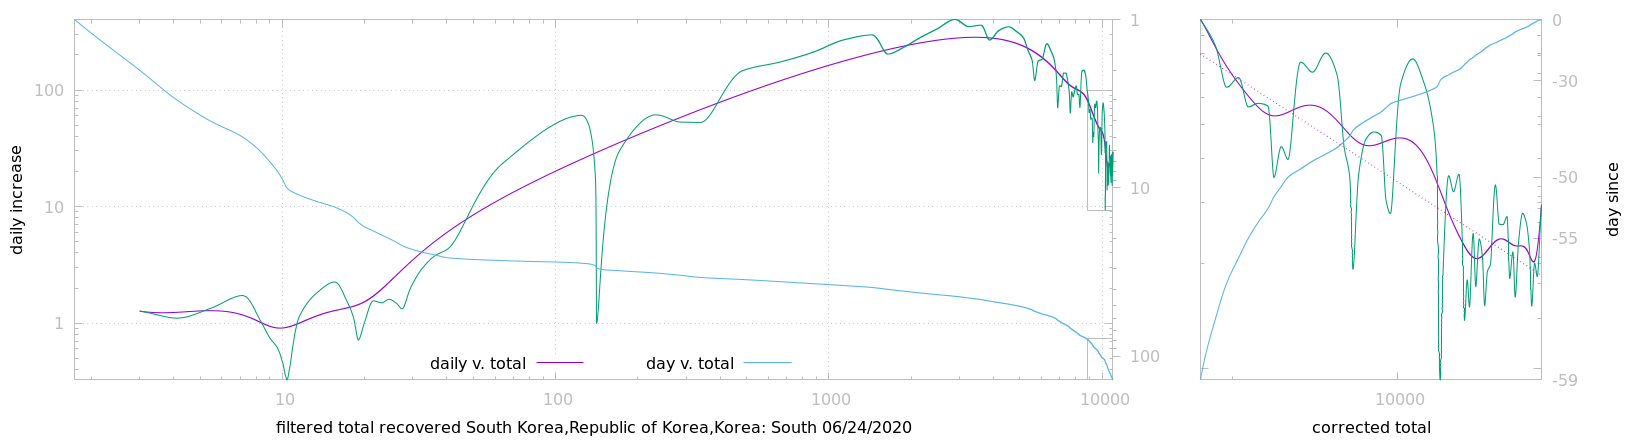 100
10
1
daily increase
1
10
100
daily v. total
day v. total
10
100
1000
10000
filtered total recovered South Korea,Republic of Korea,Korea: South 06/24/2020
0
-30
-50
-55
-59
day since
10000
corrected total